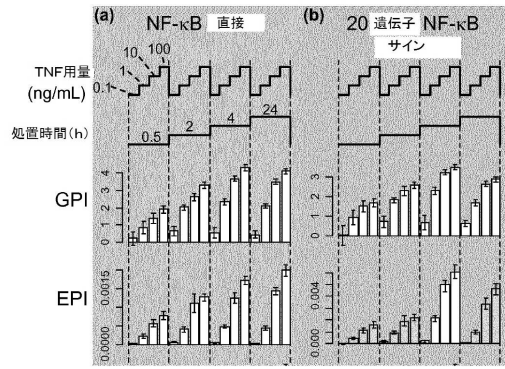 (a) NF-κB 直接
(b) 20 遺伝子 NF-κB
サイン
TNF用量
(ng/mL)
0.1 1 10 100
処置時間(h)
0.5 2 4 24
GPI
0 1 2 3 4
0 1 2 3
EPI
0.0000 0.0015
0.000 0.004